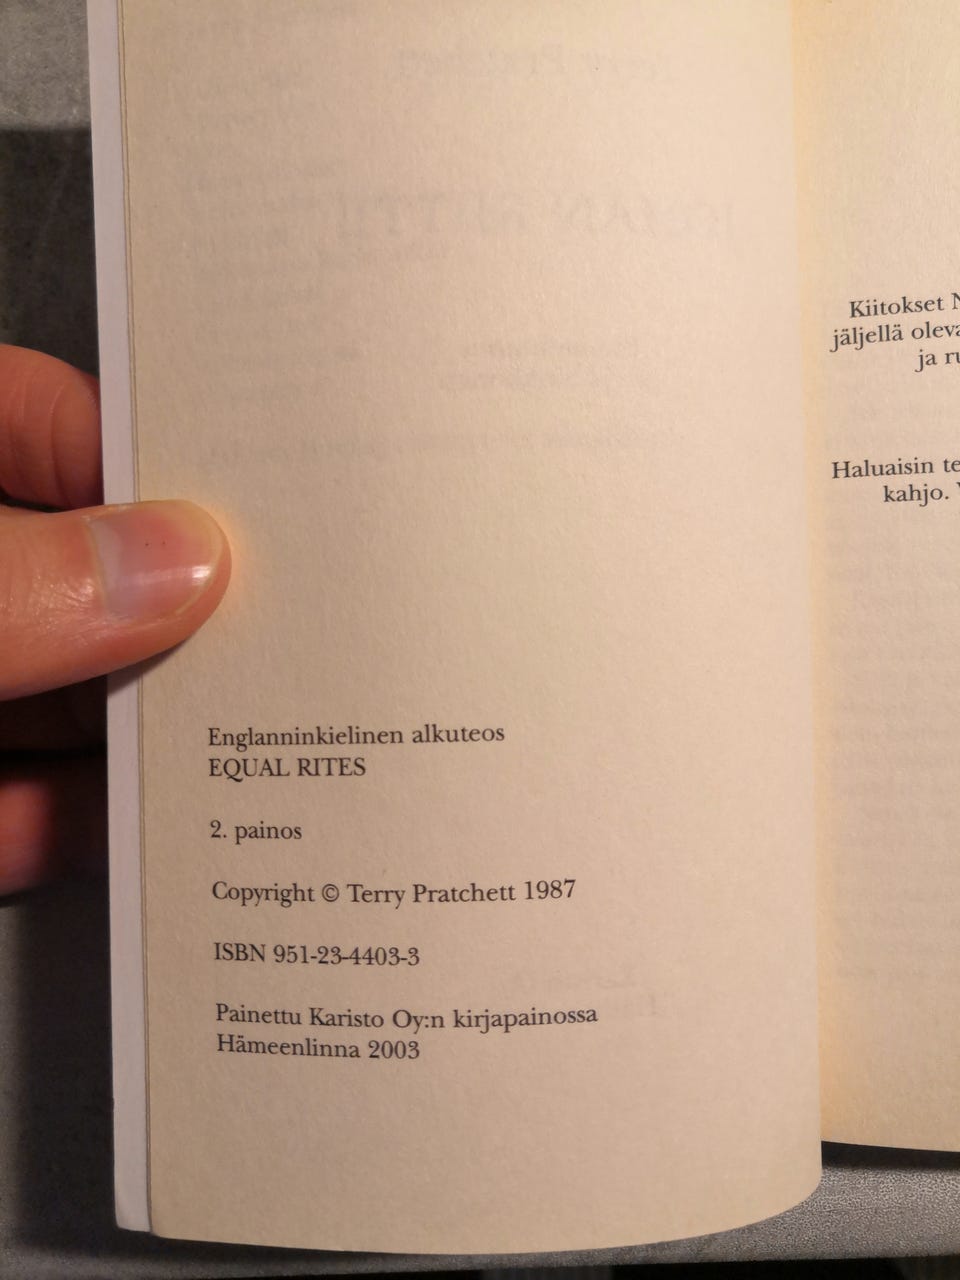 Englanninkielinen alkuteos
EQUAL RITES
2. painos
Copyright © Terry Pratchett 1987
ISBN 951-23-4403-3
Painettu Karisto Oy:n kirjapainossa
Hämeenlinna 2003
Kiitokset
jäljellä
ja
Haluaisin
kahjo.